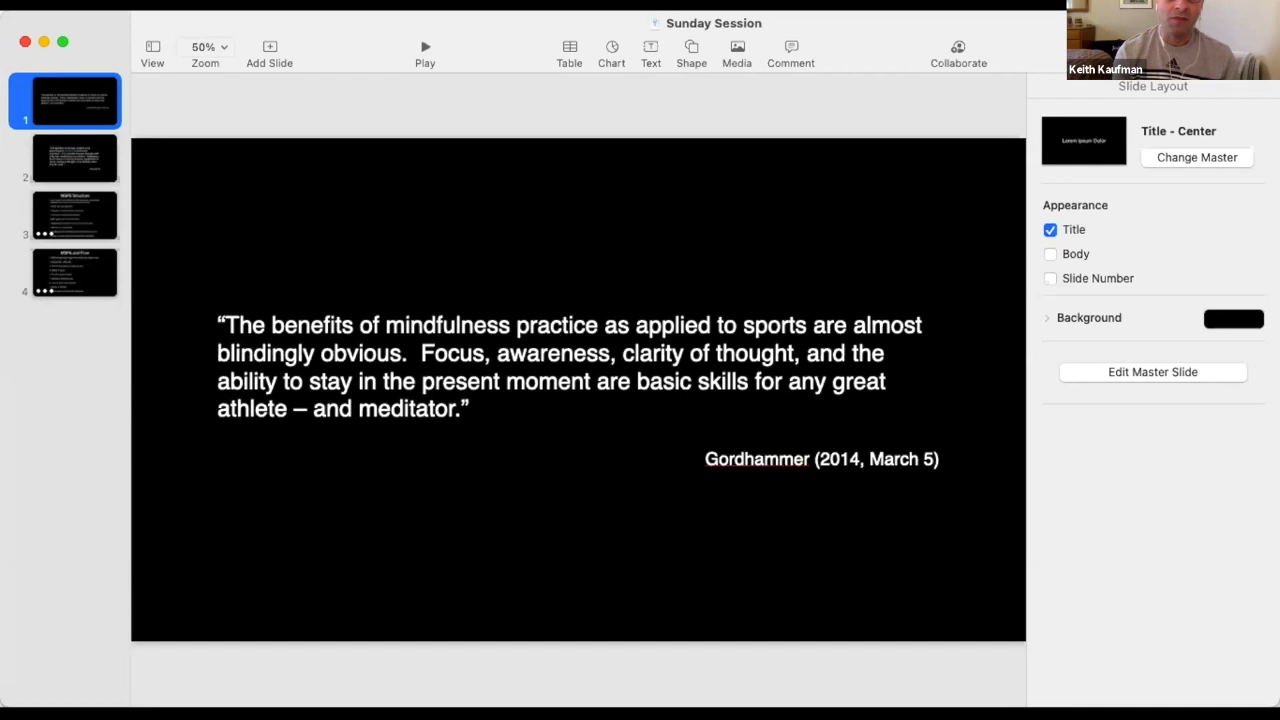 Sunday Session
View
50%
Zoom
Add Slide
Play
Table
Chart
Text
Shape
Media
Comment
Collaborate
Keith Kaufman
Slide Layout
Lorem Ipsum Dolor
Title - Center
Change Master
Appearance
Title
Body
Slide Number
Background
Edit Master Slide
1
2
3
4
“The benefits of mindfulness practice as applied to sports are almost
blindingly obvious.  Focus, awareness, clarity of thought, and the
ability to stay in the present moment are basic skills for any great
athlete – and meditator.”
Gordhammer (2014, March 5)